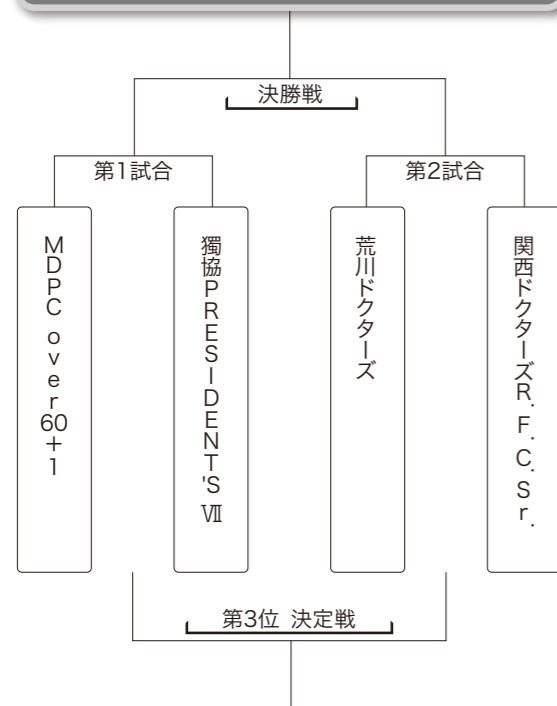 決勝戦
第1試合
第2試合
MDPC over60+1
獨協PRESIDENT'S Ⅶ
荒川ドクターズ
関西ドクターズR.F.C.Sr.
第3位 決定戦